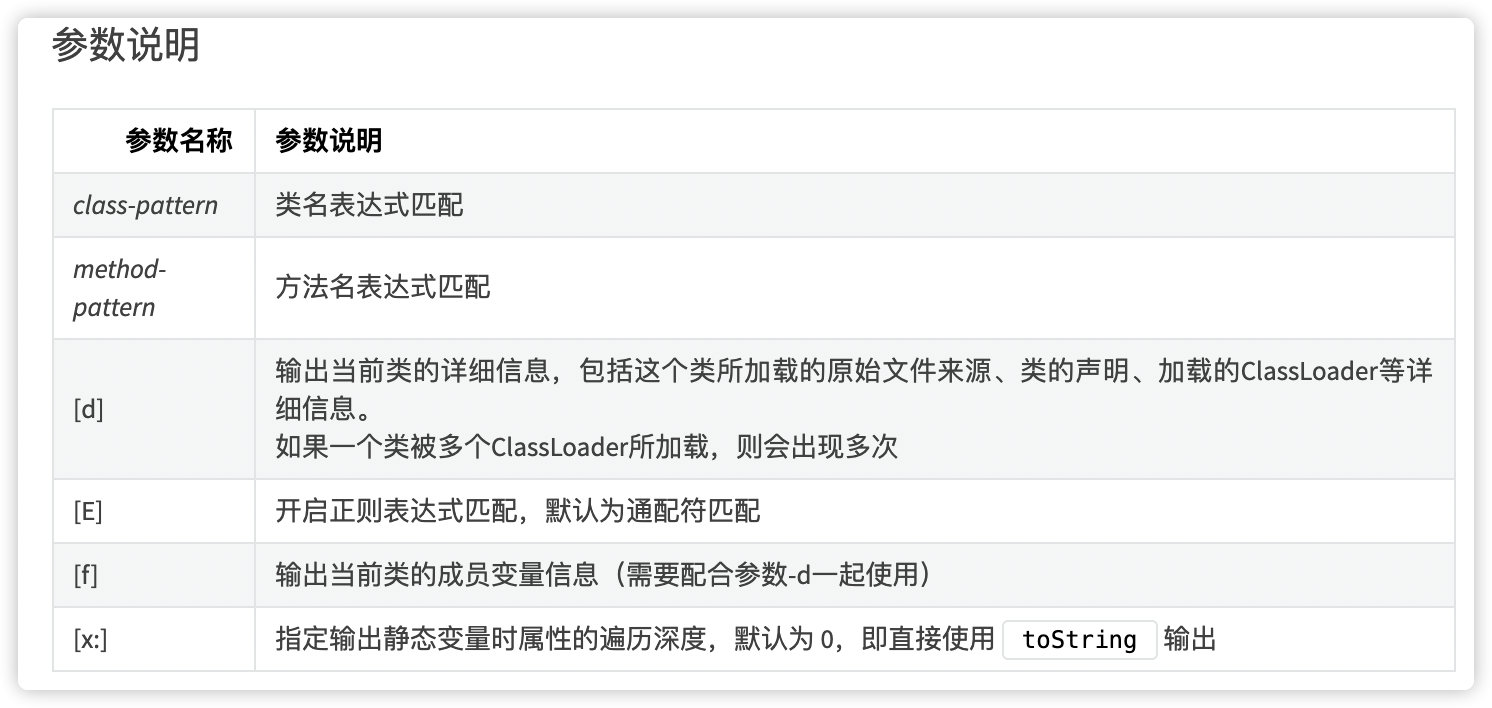 参数说明
参数名称 参数说明
class-pattern 类名表达式匹配
method-
pattern
方法名表达式匹配
[d]
输出当前类的详细信息，包括这个类所加载的原始文件来源、类的声明、加载的ClassLoader等详
细信息。
如果一个类被多个ClassLoader所加载，则会出现多次
[E] 开启正则表达式匹配，默认为通配符匹配
[f] 输出当前类的成员变量信息（需要配合参数-d一起使用）
[x:] 指定输出静态变量时属性的遍历深度，默认为 0，即直接使用 toString 输出